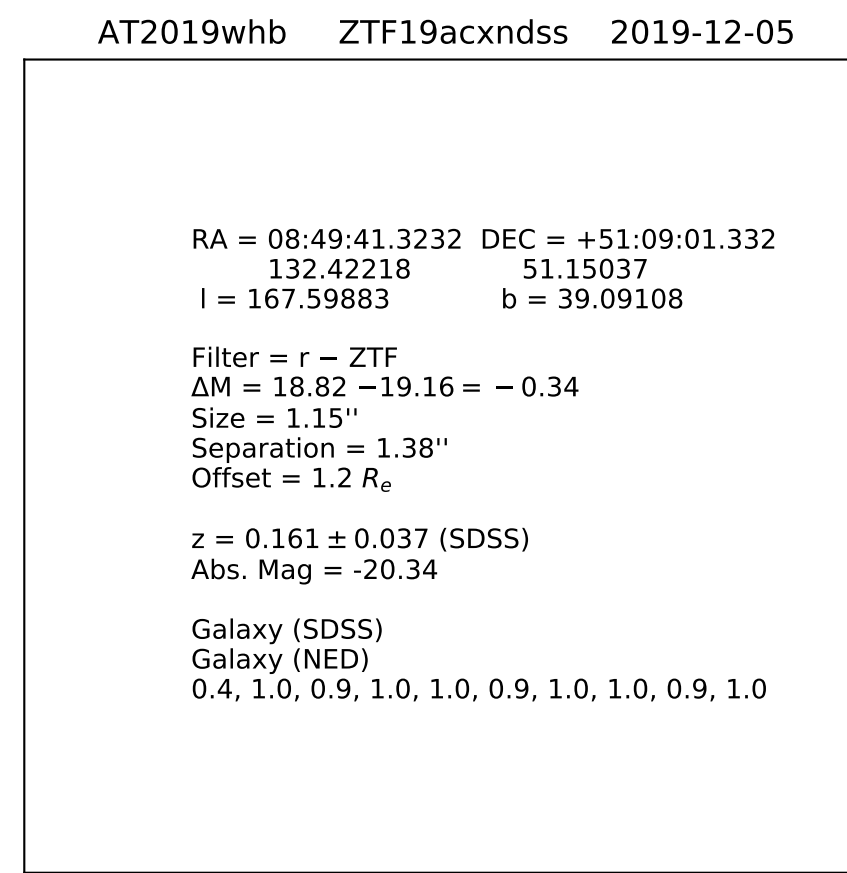 AT2019whb ZTF19acxndss 2019-12-05
RA = 08:49:41.3232 DEC = +51:09:01.332
132.42218 51.15037
l = 167.59883 b = 39.09108
Filter = r − ZTF
ΔM = 18.82 −19.16 = − 0.34
Size = 1.15''
Separation = 1.38''
Offset = 1.2 Re
z = 0.161 ± 0.037 (SDSS)
Abs. Mag = -20.34
Galaxy (SDSS)
Galaxy (NED)
0.4, 1.0, 0.9, 1.0, 1.0, 0.9, 1.0, 1.0, 0.9, 1.0